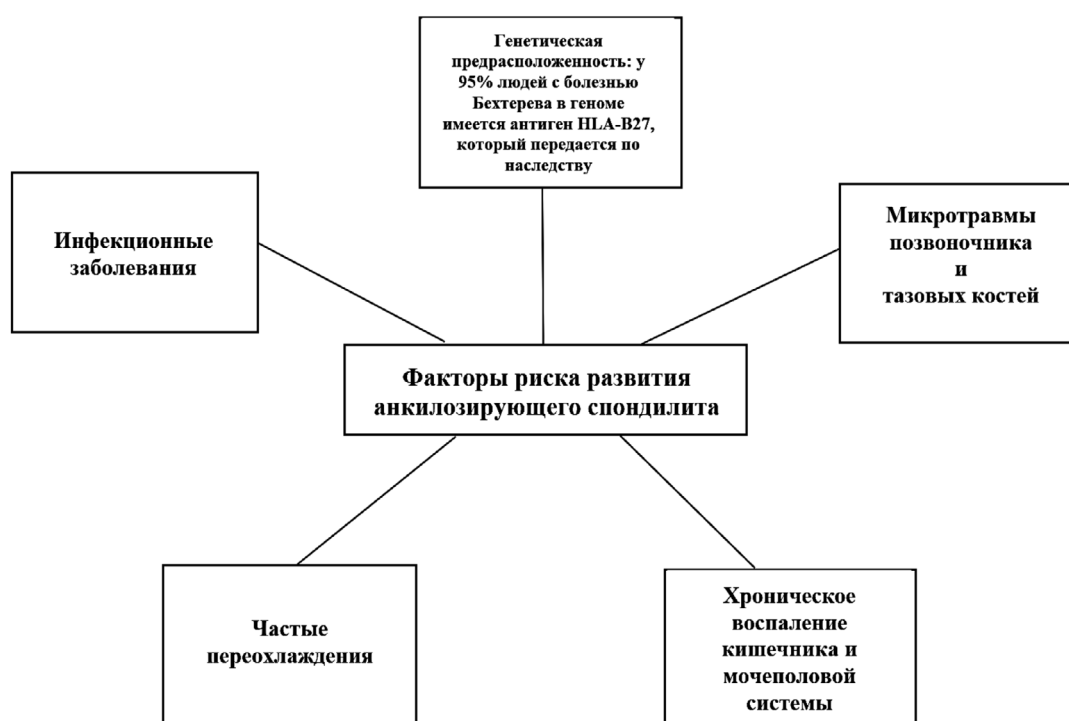 Генетическая
предрасположенность: у
95% людей с болезнью
Бехтерева в геноме
имеется антиген HLA-B27,
который передается по
наследству
Инфекционные
заболевания
Микротравмы
позвоночника
и
тазовых костей
Факторы риска развития
анкилозирующего спондилита
Частые
переохлаждения
Хроническое
воспаление
кишечника и
мочеполовой
системы